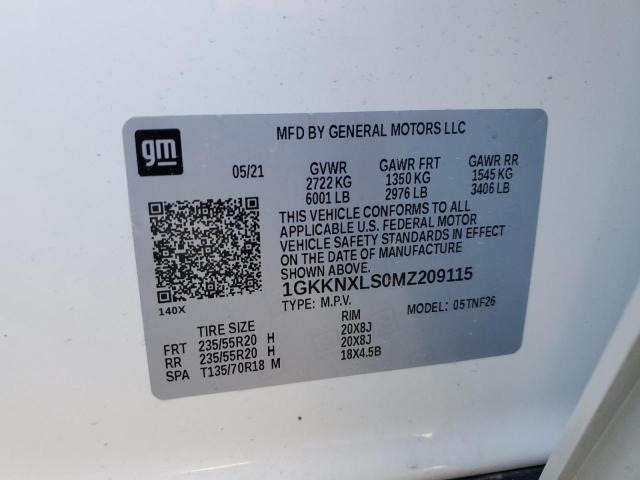 gm
MFD BY GENERAL MOTORS LLC
05/21 GVWR GAWR FRT GAWR RR
2722 KG 1350 KG 1545 KG
6001 LB 2976 LB 3406 LB
THIS VEHICLE CONFORMS TO ALL
APPLICABLE U.S. FEDERAL MOTOR
VEHICLE SAFETY STANDARDS IN EFFECT
ON THE DATE OF MANUFACTURE
SHOWN ABOVE.
140X
1GKKNXLS0MZ209115
TYPE: M.P.V. MODEL: 05TNF26
TIRE SIZE RIM
FRT 235/55R20 H 20X8J
RR 235/55R20 H 20X8J
SPA T135/70R18 M 18X4.5B